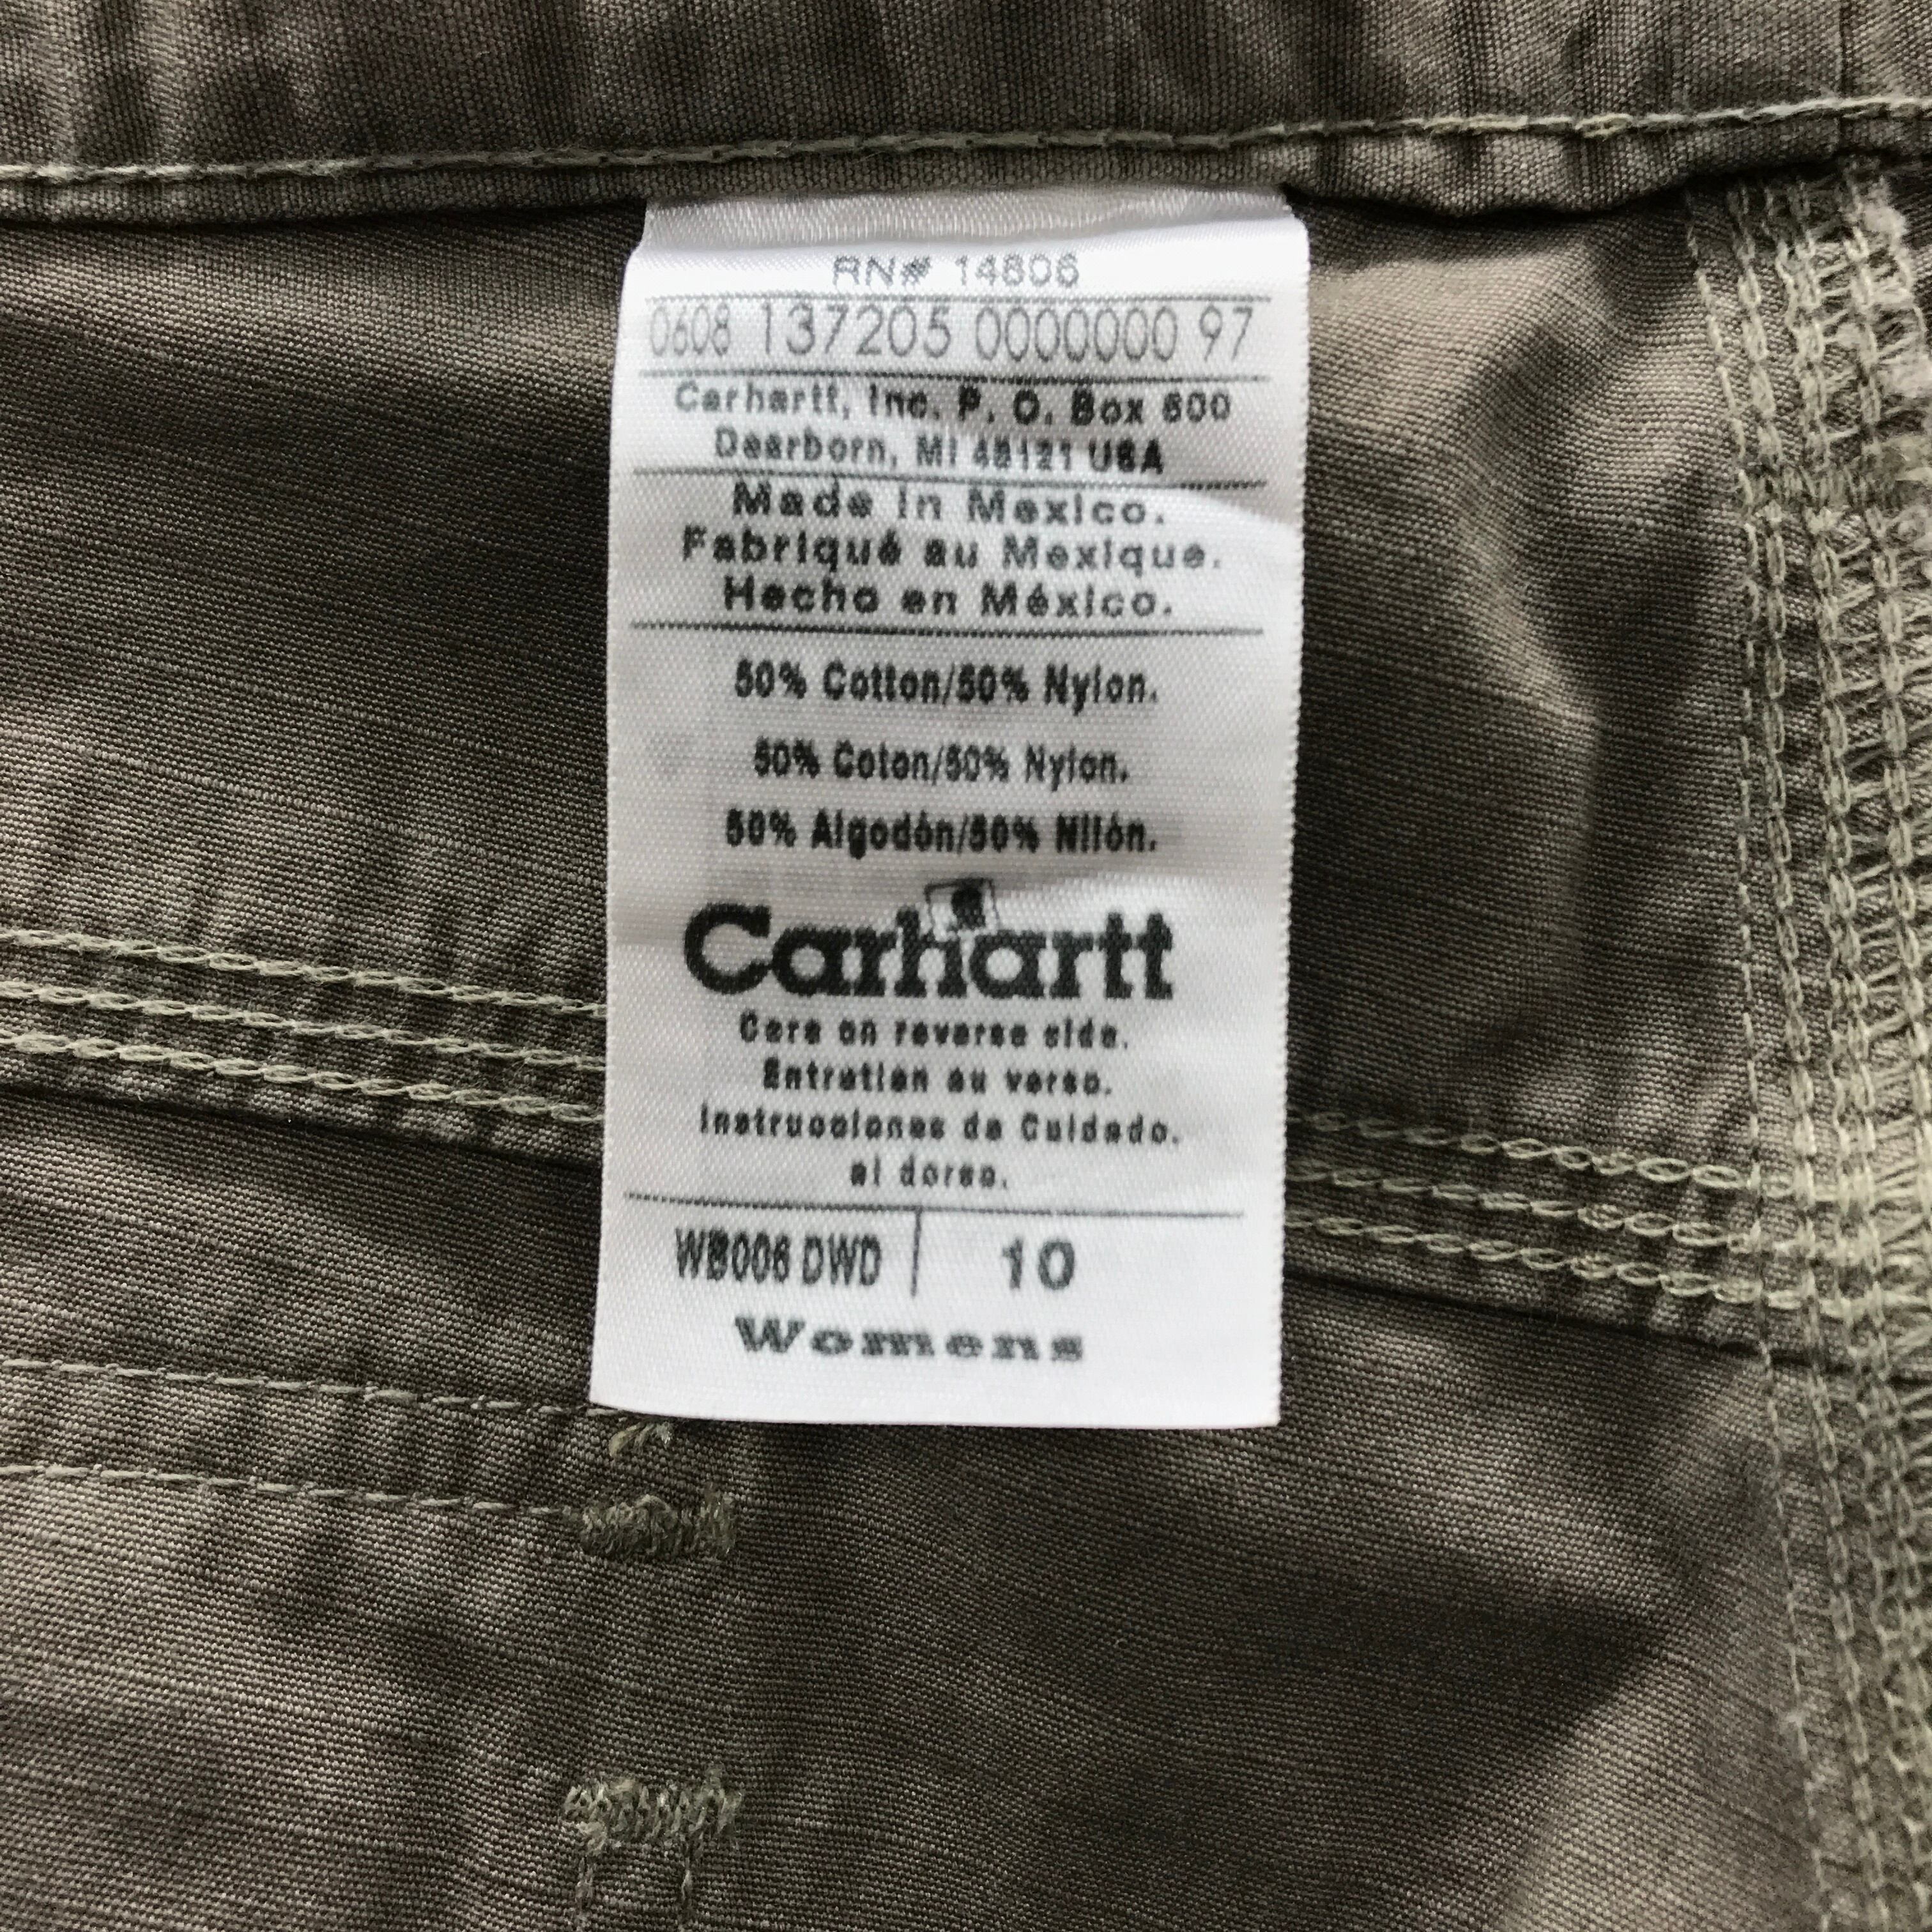 RN# 14806
0608 137205 0000000 97
Carhartt, Inc. P. O. Box 600
Dearborn, MI 48121 USA
Made in Mexico.
Fabriqué au Mexique.
Hecho en México.
50% Cotton/50% Nylon.
50% Coton/50% Nylon.
50% Algodón/50% Nilón.
Carhartt
Care on reverse side.
Entretien au verso.
Instrucciones de Cuidado.
al dorso.
WB006 DWD | 10
Womens